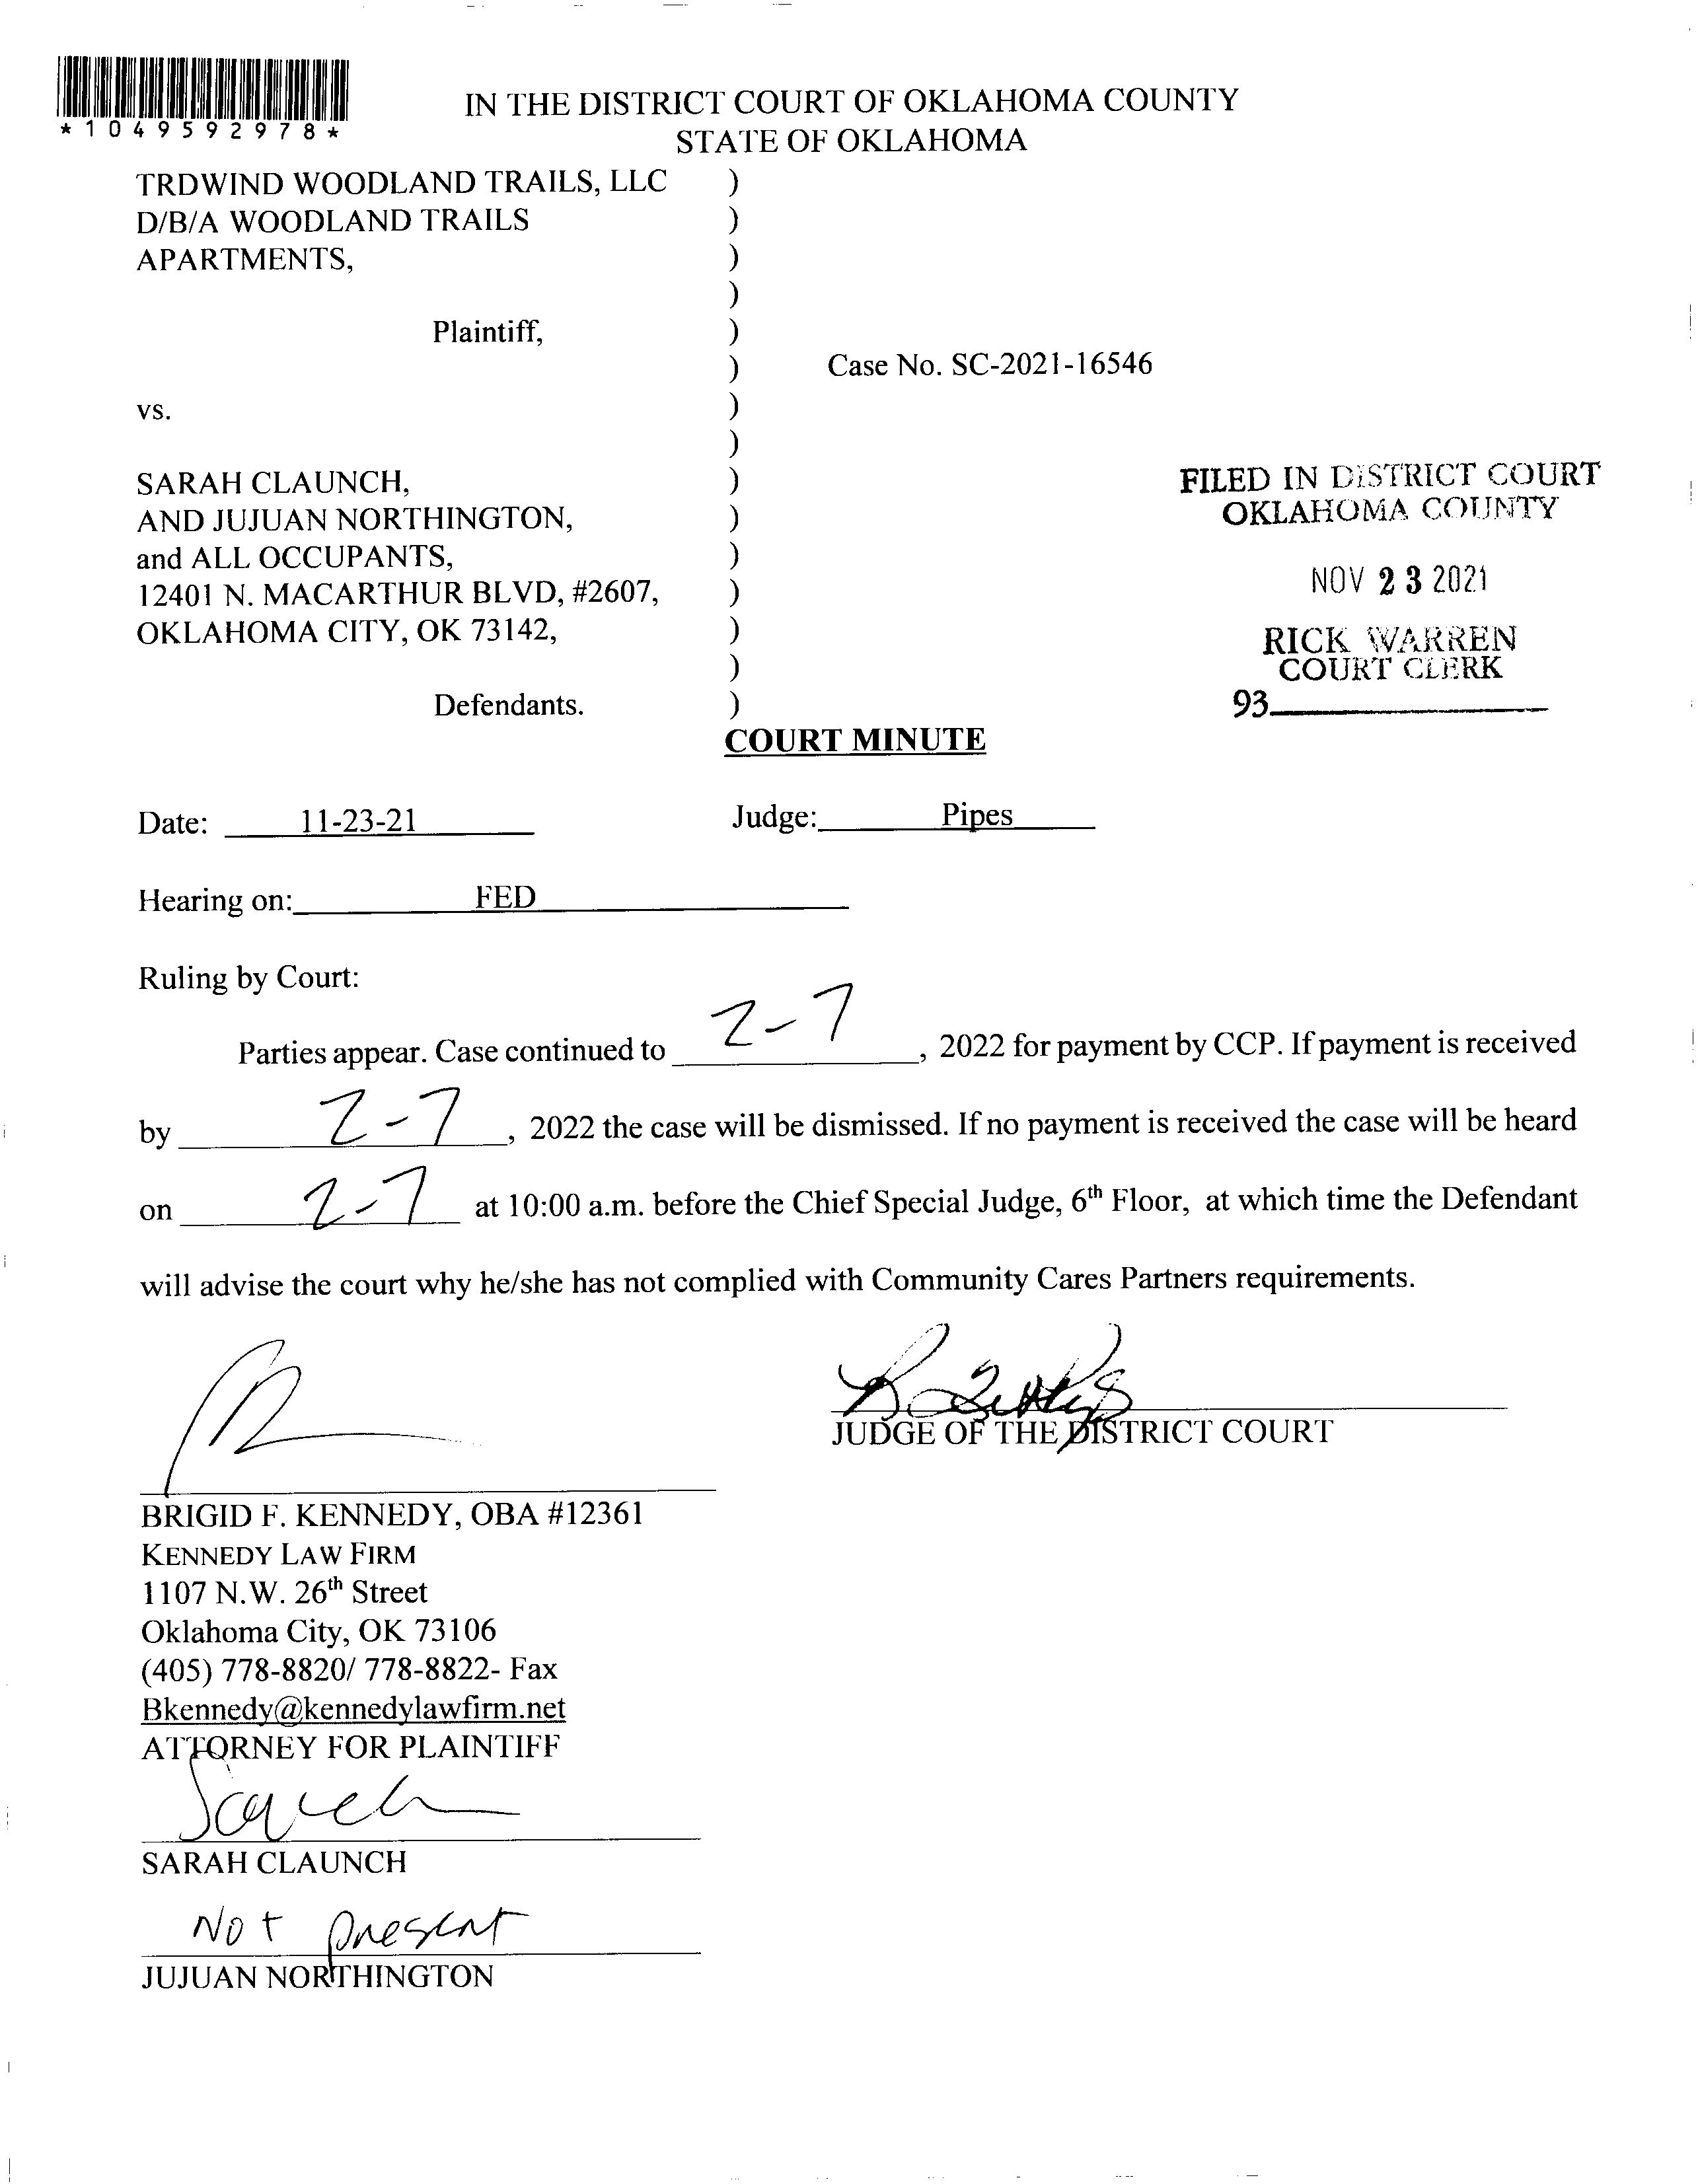 *1049592978*
IN THE DISTRICT COURT OF OKLAHOMA COUNTY
STATE OF OKLAHOMA
TRDWIND WOODLAND TRAILS, LLC )
D/B/A WOODLAND TRAILS )
APARTMENTS, )
)
Plaintiff, )
) Case No. SC-2021-16546
vs. )
)
SARAH CLAUNCH, )
AND JUJUAN NORTHINGTON, )
and ALL OCCUPANTS, )
12401 N. MACARTHUR BLVD, #2607, )
OKLAHOMA CITY, OK 73142, )
)
Defendants. )
FILED IN DISTRICT COURT
OKLAHOMA COUNTY
NOV 23 2021
RICK WARREN
COURT CLERK
93
COURT MINUTE
Date: 11-23-21 Judge: Pipes
Hearing on: FED
Ruling by Court:
Parties appear. Case continued to 2-7, 2022 for payment by CCP. If payment is received
by 2-7, 2022 the case will be dismissed. If no payment is received the case will be heard
on 2-7 at 10:00 a.m. before the Chief Special Judge, 6th Floor, at which time the Defendant
will advise the court why he/she has not complied with Community Cares Partners requirements.
JUDGE OF THE DISTRICT COURT
BRIGID F. KENNEDY, OBA #12361
KENNEDY LAW FIRM
1107 N.W. 26th Street
Oklahoma City, OK 73106
(405) 778-8820/ 778-8822- Fax
Bkennedy@kennedylawfirm.net
ATTORNEY FOR PLAINTIFF
Sarah
SARAH CLAUNCH
Not present
JUJUAN NORTHINGTON